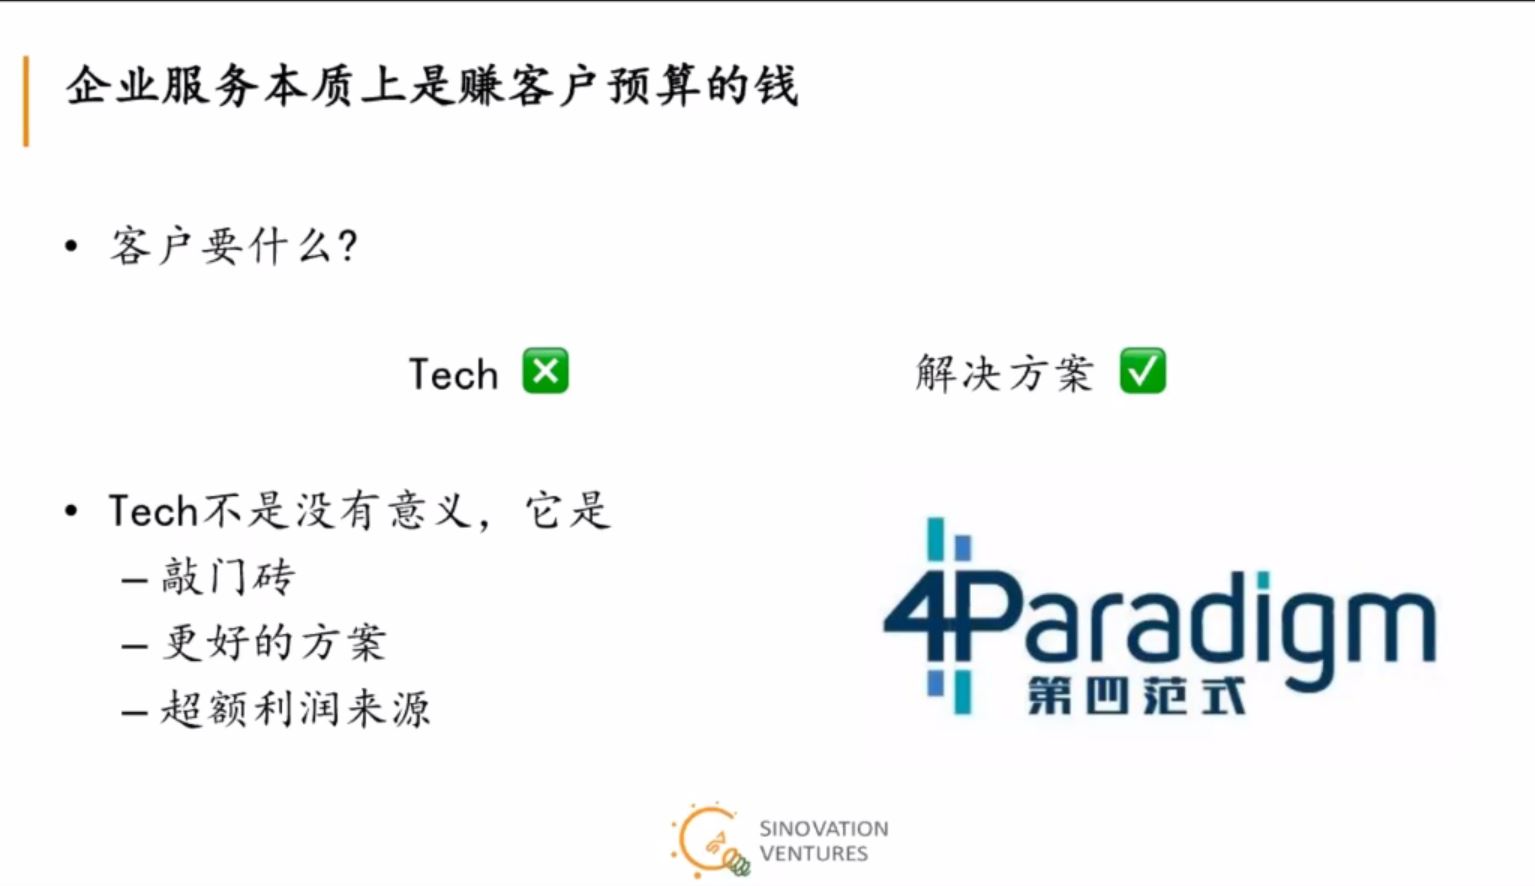 企业服务本质上是赚客户预算的钱
• 客户要什么?
Tech ❎ 解决方案 ✅
• Tech不是没有意义，它是
– 敲门砖
– 更好的方案
– 超额利润来源
4Paradigm
第四范式
SINOVATION
VENTURES